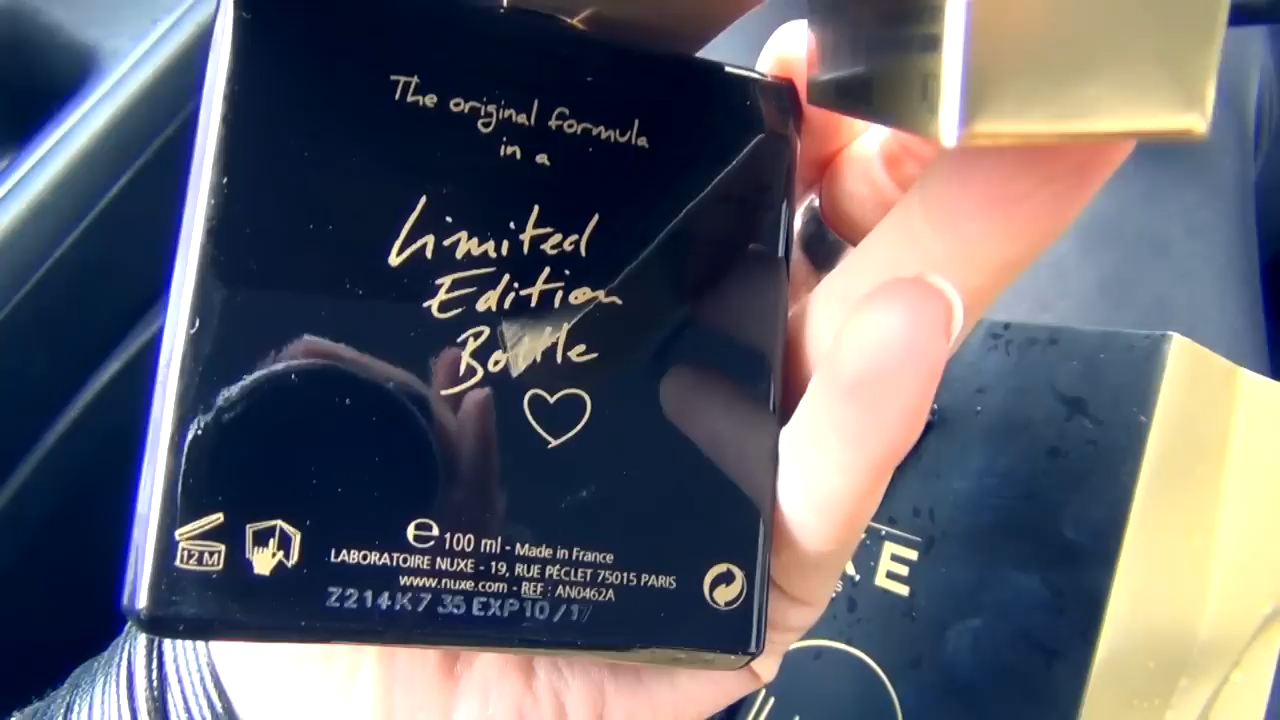 The original formula
in a
Limited
Edition
Bottle
12 M
e 100 ml - Made in France
LABORATOIRE NUXE - 19, RUE PÉCLET 75015 PARIS
www.nuxe.com - REF : AN0462A
Z214K7 35 EXP10/17